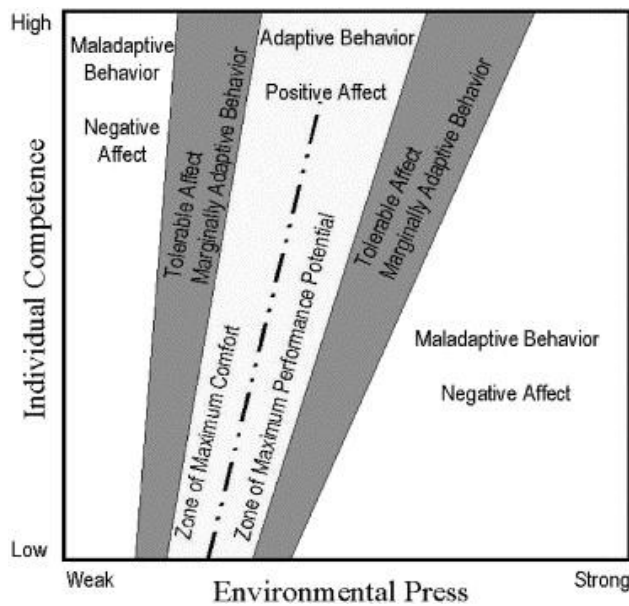 High
Maladaptive
Behavior
Negative
Affect
Tolerable Affect
Marginally Adaptive Behavior
Adaptive Behavior
Positive Affect
Zone of Maximum Comfort
Zone of Maximum Performance Potential
Tolerable Affect
Marginally Adaptive Behavior
Maladaptive Behavior
Negative Affect
Individual Competence
Low
Weak
Environmental Press
Strong